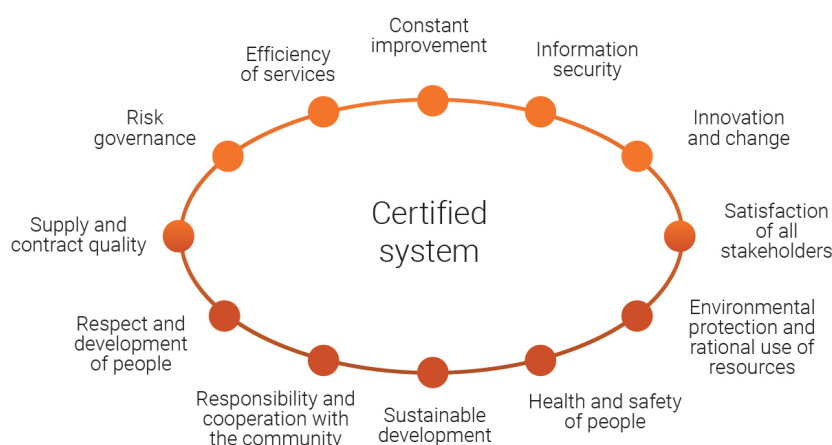 Constant
improvement
Efficiency
of services
Information
security
Risk
governance
Innovation
and change
Supply and
contract quality
Certified
system
Satisfaction
of all
stakeholders
Respect and
development
of people
Environmental
protection and
rational use of
resources
Responsibility and
cooperation with
the community
Sustainable
development
Health and safety
of people